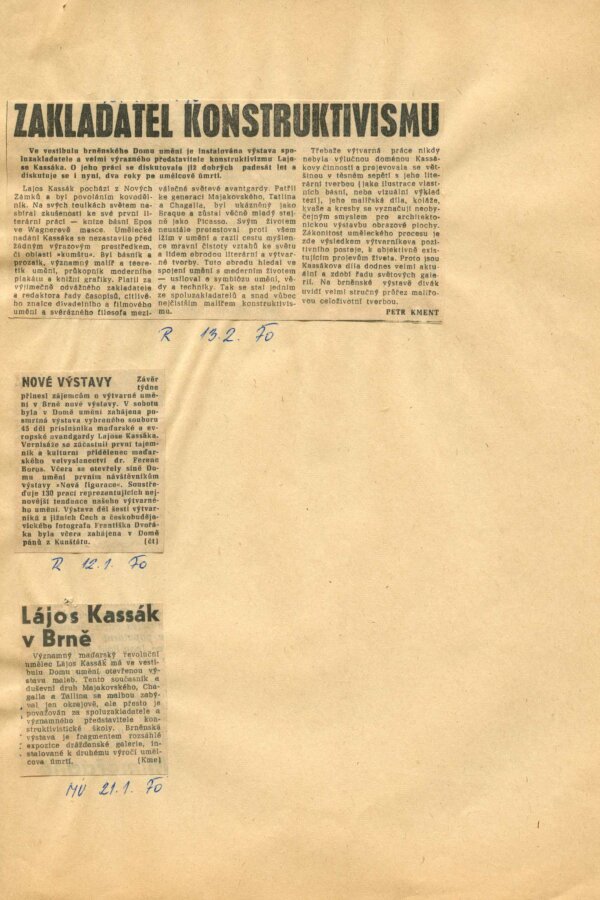 ZAKLADATEL KONSTRUKTIVISMU
Ve vestibulu brněnského Domu umění je instalována výstava spo-
luzakladatele a velmi výrazného představitele konstruktivizmu Lajo-
se Kassáka. O jeho práci se diskutovalo již dobrých padesát let a
diskutuje se i nyní, dva roky po umělcově úmrtí.
Lajos Kassák pochází z Nových
Zámků a byl povoláním kovoděl-
ník. Na svých toulkách světem na-
sbíral zkušenosti ke své první li-
terární práci — knize básní Epos
ve Wagnerově masce. Umělecké
nadání Kassáka se nezastavilo před
žádným výrazovým prostředkem,
či oblastí »kumštu«. Byl básník a
prozaik, významný malíř a teore-
tik umění, průkopník moderního
plakátu a knižní grafiky. Platil za
výjimečně odvážného zakladatele
a redaktora řady časopisů, citlivé-
ho znalce divadelního a filmového
umění a svérázného filosofa mezi-
válečné světové avantgardy. Patřil
ke generaci Majakovského, Tatlina
a Chagalla, byl ukázněný jako
Braque a zůstal věčně mladý stej-
ně jako Picasso. Svým životem
neustále protestoval proti všem
lžím v umění a razil cestu myšlen-
ce mravní čistoty vztahů ke světu
a lidem obrodou literární a výtvar-
né tvorby. Tuto obrodu hledal ve
spojení umění s moderním životem
— usiloval o symbiózu umění, vě-
dy a techniky. Tak se stal jedním
ze spoluzakladatelů a snad vůbec
nejčistším malířem konstruktivis-
mu.
Třebaže výtvarná práce nikdy
nebyla výlučnou doménou Kassá-
kovy činnosti a projevovala se vět-
šinou v těsném sepětí s jeho lite-
rární tvorbou (jako ilustrace vlast-
ních básní, nebo vizuální výklad
tezí), jeho malířská díla, koláže,
kvaše a kresby se vyznačují neoby-
čejným smyslem pro architekto-
nickou výstavbu obrazové plochy.
Zákonitost uměleckého procesu je
zde výsledkem výtvarníkova pozi-
tivního postoje, k objektivně exis-
tujícím projevům života. Proto jsou
Kassákova díla dodnes velmi aktu-
ální a zdobí řadu světových gale-
rií. Na brněnské výstavě divák
uvidí velmi stručný průřez malířo-
vou celoživotní tvorbou.
PETR KMENT
R 13.2. 70
NOVÉ VÝSTAVY Závěr
týdne
přinesl zájemcům o výtvarné umě-
ní v Brně nové výstavy. V sobotu
byla v Domě umění zahájena po-
smrtná výstava vybraného souboru
45 děl příslušníka maďarské a ev-
ropské avandgardy Lajose Kassáka.
Vernisáže se zúčastnil první tajem-
ník a kulturní přidělenec maďar-
ského velvyslanectví dr. Ferenc
Boros. Včera se otevřely síně Do-
mu umění prvním návštěvníkům
výstavy »Nová figurace«. Soustře-
ďuje 130 prací reprezentujících nej-
novější tendence našeho výtvarné-
ho umění. Výstava děl šesti výtvar-
níků z jižních Čech a českobudějo-
vického fotografa Františka Dvořá-
ka byla včera zahájena v Domě
pánů z Kunštátu. (čt)
R 12.1. 70
Lájos Kassák
v Brně
Významný maďarský revoluční
umělec Lájos Kassák má ve vesti-
bulu Domu umění otevřenou vý-
stavu maleb. Tento současník a
duševní druh Majakovského, Cha-
galla a Tallina se malbou zabý-
val jen okrajově, ale přesto je
považován za spoluzakladatele a
významného představitele kon-
struktivistické školy. Brněnská
výstava je fragmentem rozsáhlé
expozice drážďanské galerie, in-
stalované k druhému výročí uměl-
cova úmrtí. (Kme)
MV 21.1. 70